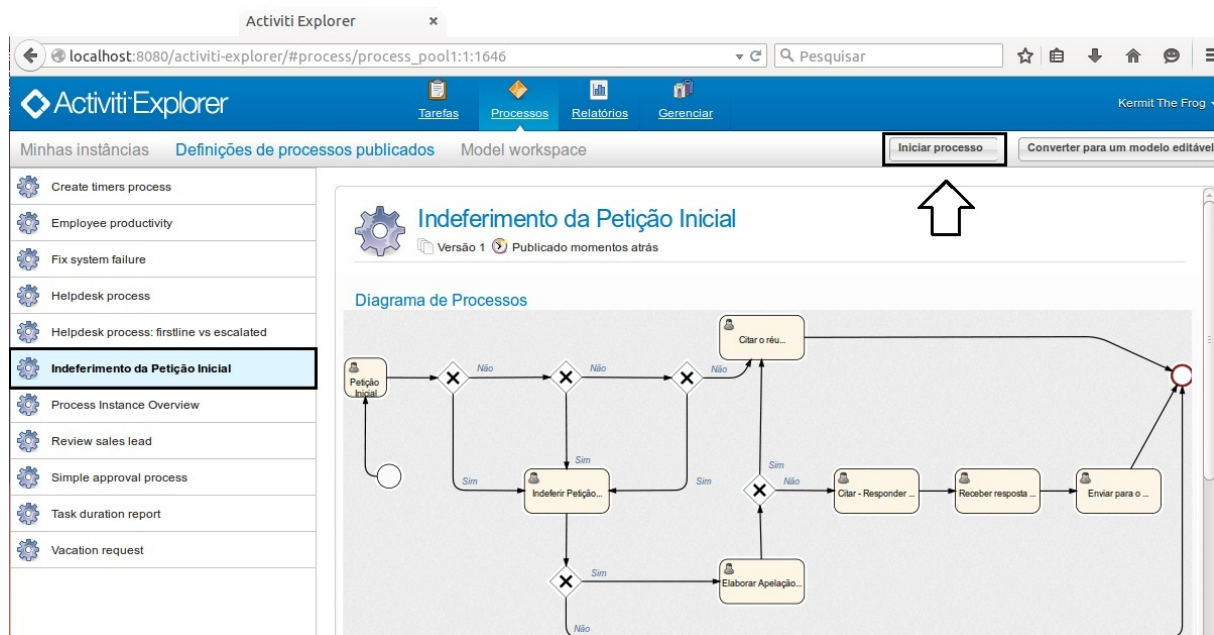 Activiti Explorer ×
localhost:8080/activiti-explorer/#process/process_pool1:1:1646
Pesquisar
Activiti Explorer
Tarefas
Processos
Relatórios
Gerenciar
Kermit The Frog
Minhas instâncias
Definições de processos publicados
Model workspace
Iniciar processo
Converter para um modelo editável
Create timers process
Employee productivity
Fix system failure
Helpdesk process
Helpdesk process: firstline vs escalated
Indeferimento da Petição Inicial
Process Instance Overview
Review sales lead
Simple approval process
Task duration report
Vacation request
Indeferimento da Petição Inicial
Versão 1 Publicado momentos atrás
Diagrama de Processos
Citar o réu...
Petição
Inicial
Não
Não
Não
Sim
Sim
Sim
Indeferir Petição...
Sim
Não
Citar - Responder ...
Receber resposta ...
Enviar para o ...
Sim
Elaborar Apelação...
Não